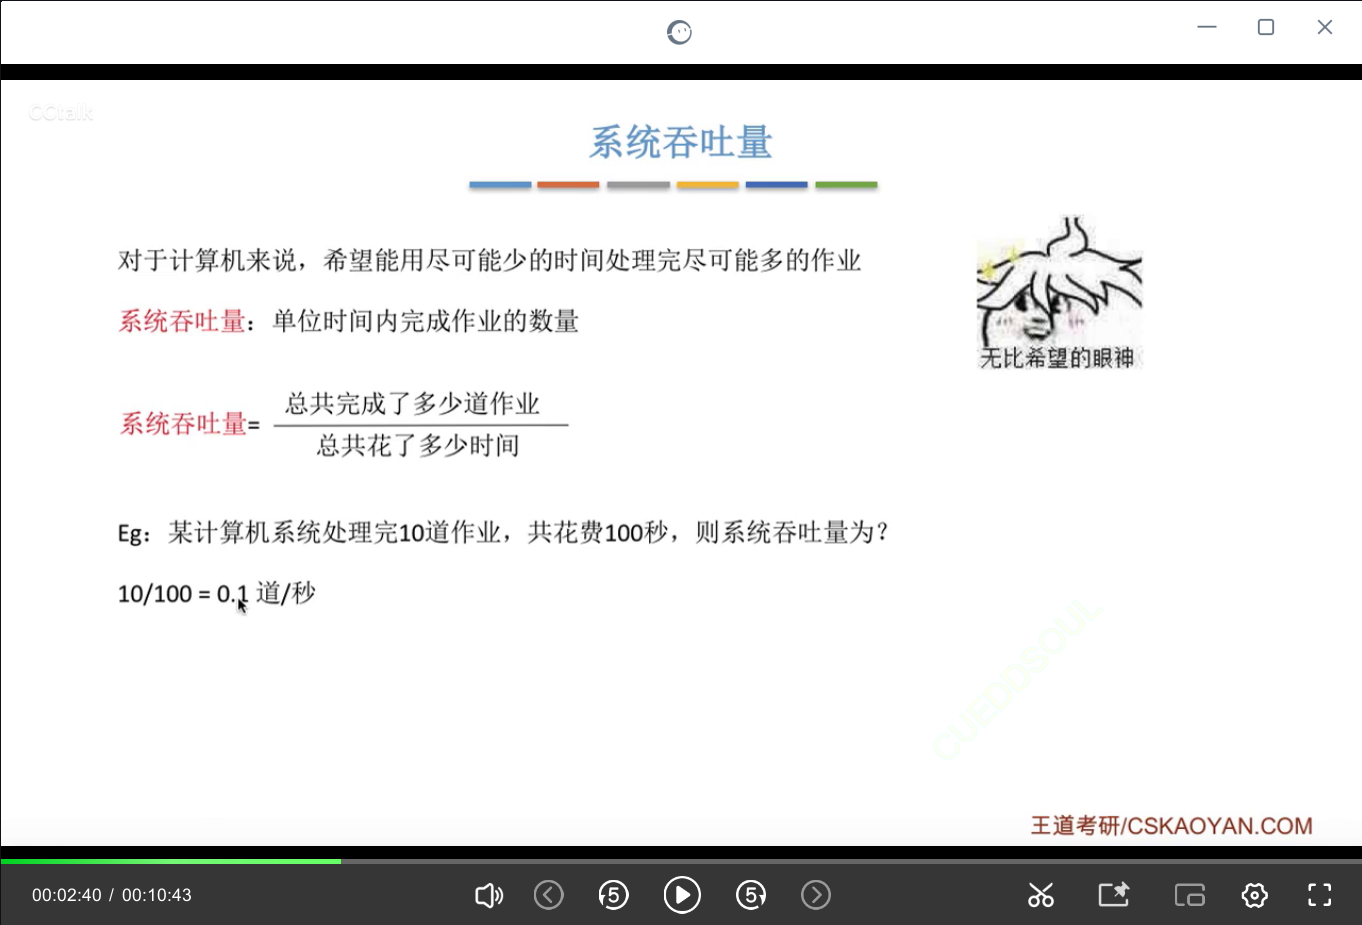 CCtalk
系统吞吐量
对于计算机来说，希望能用尽可能少的时间处理完尽可能多的作业
系统吞吐量：单位时间内完成作业的数量
无比希望的眼神
系统吞吐量=
总共完成了多少道作业
总共花了多少时间
Eg：某计算机系统处理完10道作业，共花费100秒，则系统吞吐量为？
10/100 = 0.1 道/秒
CUEDDSOUL
王道考研/CSKAOYAN.COM
00:02:40 / 00:10:43
5
5